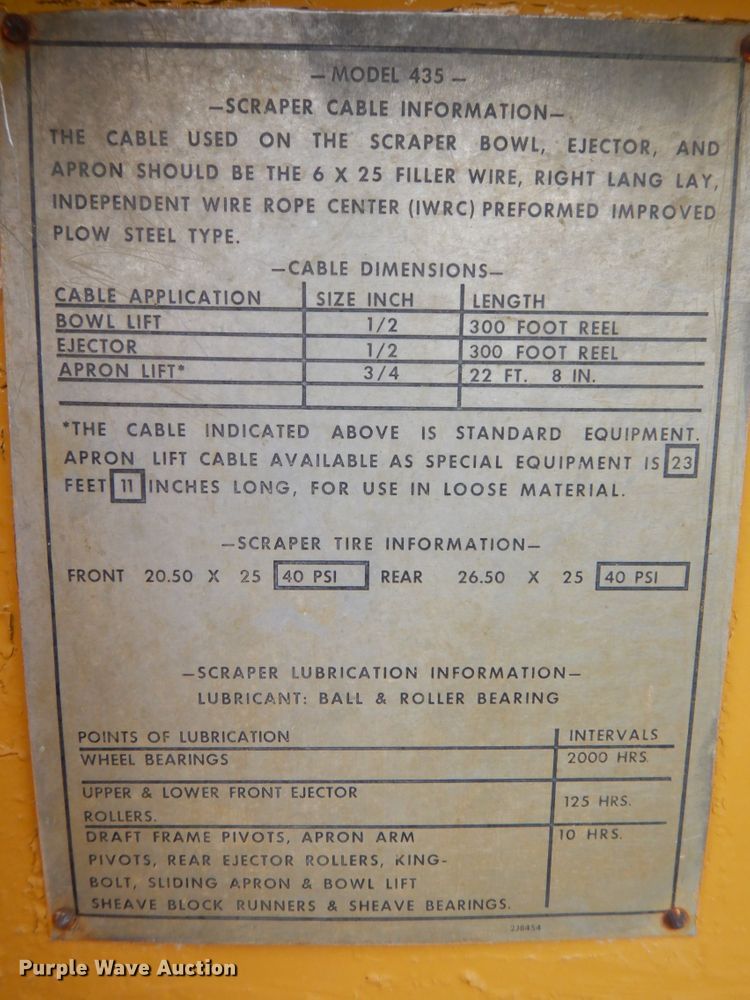 —MODEL 435—
—SCRAPER CABLE INFORMATION—
THE CABLE USED ON THE SCRAPER BOWL, EJECTOR, AND
APRON SHOULD BE THE 6 X 25 FILLER WIRE, RIGHT LANG LAY,
INDEPENDENT WIRE ROPE CENTER (IWRC) PREFORMED IMPROVED
PLOW STEEL TYPE.
—CABLE DIMENSIONS—
CABLE APPLICATION SIZE INCH LENGTH
BOWL LIFT 1/2 300 FOOT REEL
EJECTOR 1/2 300 FOOT REEL
APRON LIFT* 3/4 22 FT. 8 IN.
*THE CABLE INDICATED ABOVE IS STANDARD EQUIPMENT.
APRON LIFT CABLE AVAILABLE AS SPECIAL EQUIPMENT IS 23
FEET 11 INCHES LONG, FOR USE IN LOOSE MATERIAL.
—SCRAPER TIRE INFORMATION—
FRONT 20.50 X 25 40 PSI REAR 26.50 X 25 40 PSI
—SCRAPER LUBRICATION INFORMATION—
LUBRICANT: BALL & ROLLER BEARING
POINTS OF LUBRICATION INTERVALS
WHEEL BEARINGS 2000 HRS.
UPPER & LOWER FRONT EJECTOR
ROLLERS. 125 HRS.
DRAFT FRAME PIVOTS, APRON ARM 10 HRS.
PIVOTS, REAR EJECTOR ROLLERS, KING-
BOLT, SLIDING APRON & BOWL LIFT
SHEAVE BLOCK RUNNERS & SHEAVE BEARINGS.
2J8454
Purple Wave Auction